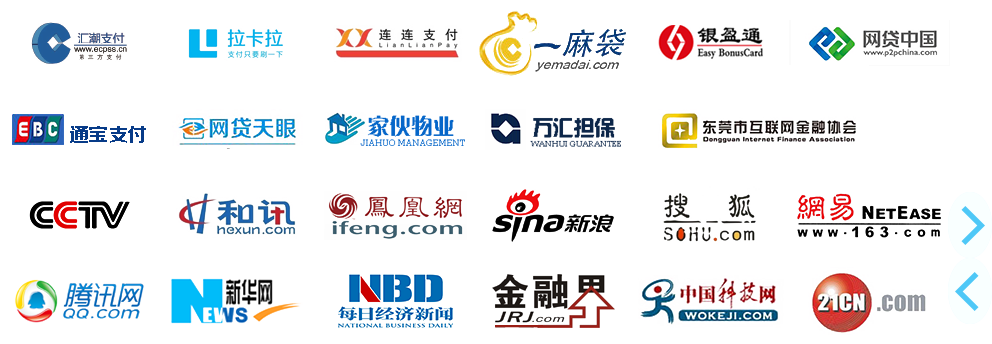 汇潮支付
www.ecpss.cn
第三方支付
拉卡拉
支付只要刷一下
连连支付
LianLianPay
一麻袋
yemadai.com
银盈通
Easy BonusCard
网贷中国
www.p2pchina.com
EBC
通宝支付
网贷天眼
家伙物业
JIAHUO MANAGEMENT
万汇担保
WANHUI GUARANTEE
东莞市互联网金融协会
Dongguan Internet Finance Association
CCTV
和讯
hexun.com
鳳凰網
ifeng.com
sina新浪
搜狐
SOHU.com
網易 NETEASE
www.163.com
腾讯网
QQ.com
新华网
NEWS
NBD
每日经济新闻
NATIONAL BUSINESS DAILY
金融界
JRJ.com
中国科技网
WOKEJI.COM
21CN.com